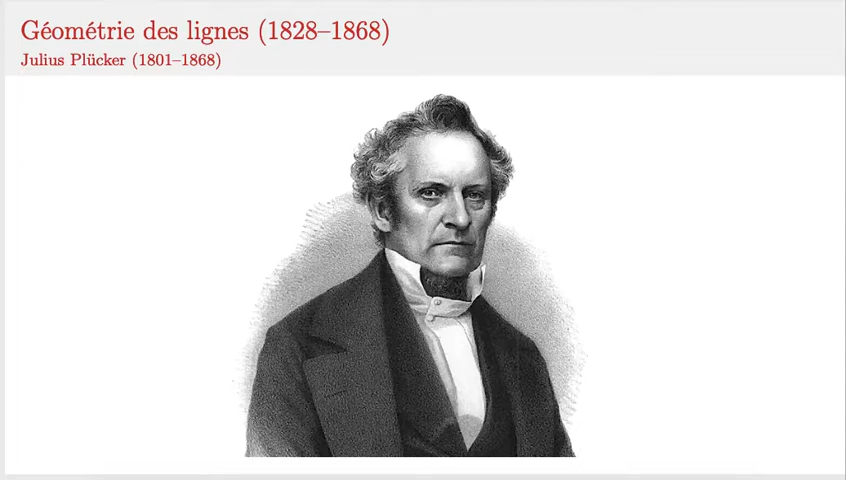 Géométrie des lignes (1828–1868)
Julius Plücker (1801–1868)